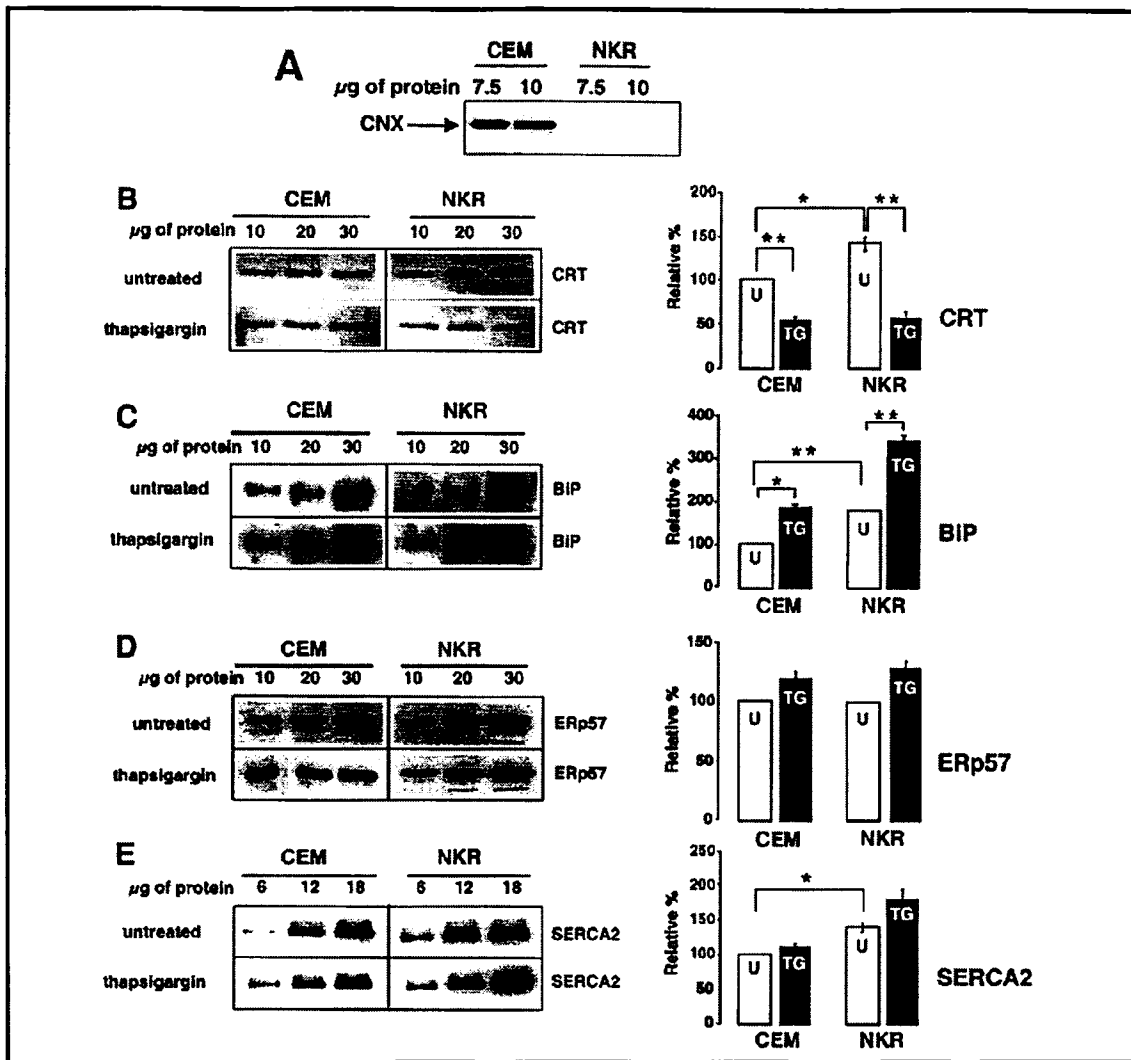 A
CEM NKR
µg of protein 7.5 10 7.5 10
CNX
B
CEM NKR
µg of protein 10 20 30 10 20 30
untreated CRT
thapsigargin CRT
200
150
100
50
0
Relative %
* ** **
U TG U TG
CEM NKR
CRT
C
CEM NKR
µg of protein 10 20 30 10 20 30
untreated BiP
thapsigargin BiP
400
300
200
100
0
Relative %
* ** **
U TG U TG
CEM NKR
BiP
D
CEM NKR
µg of protein 10 20 30 10 20 30
untreated ERp57
thapsigargin ERp57
150
100
50
0
Relative %
U TG U TG
CEM NKR
ERp57
E
CEM NKR
µg of protein 6 12 18 6 12 18
untreated SERCA2
thapsigargin SERCA2
250
200
150
100
50
0
Relative %
*
U TG U TG
CEM NKR
SERCA2